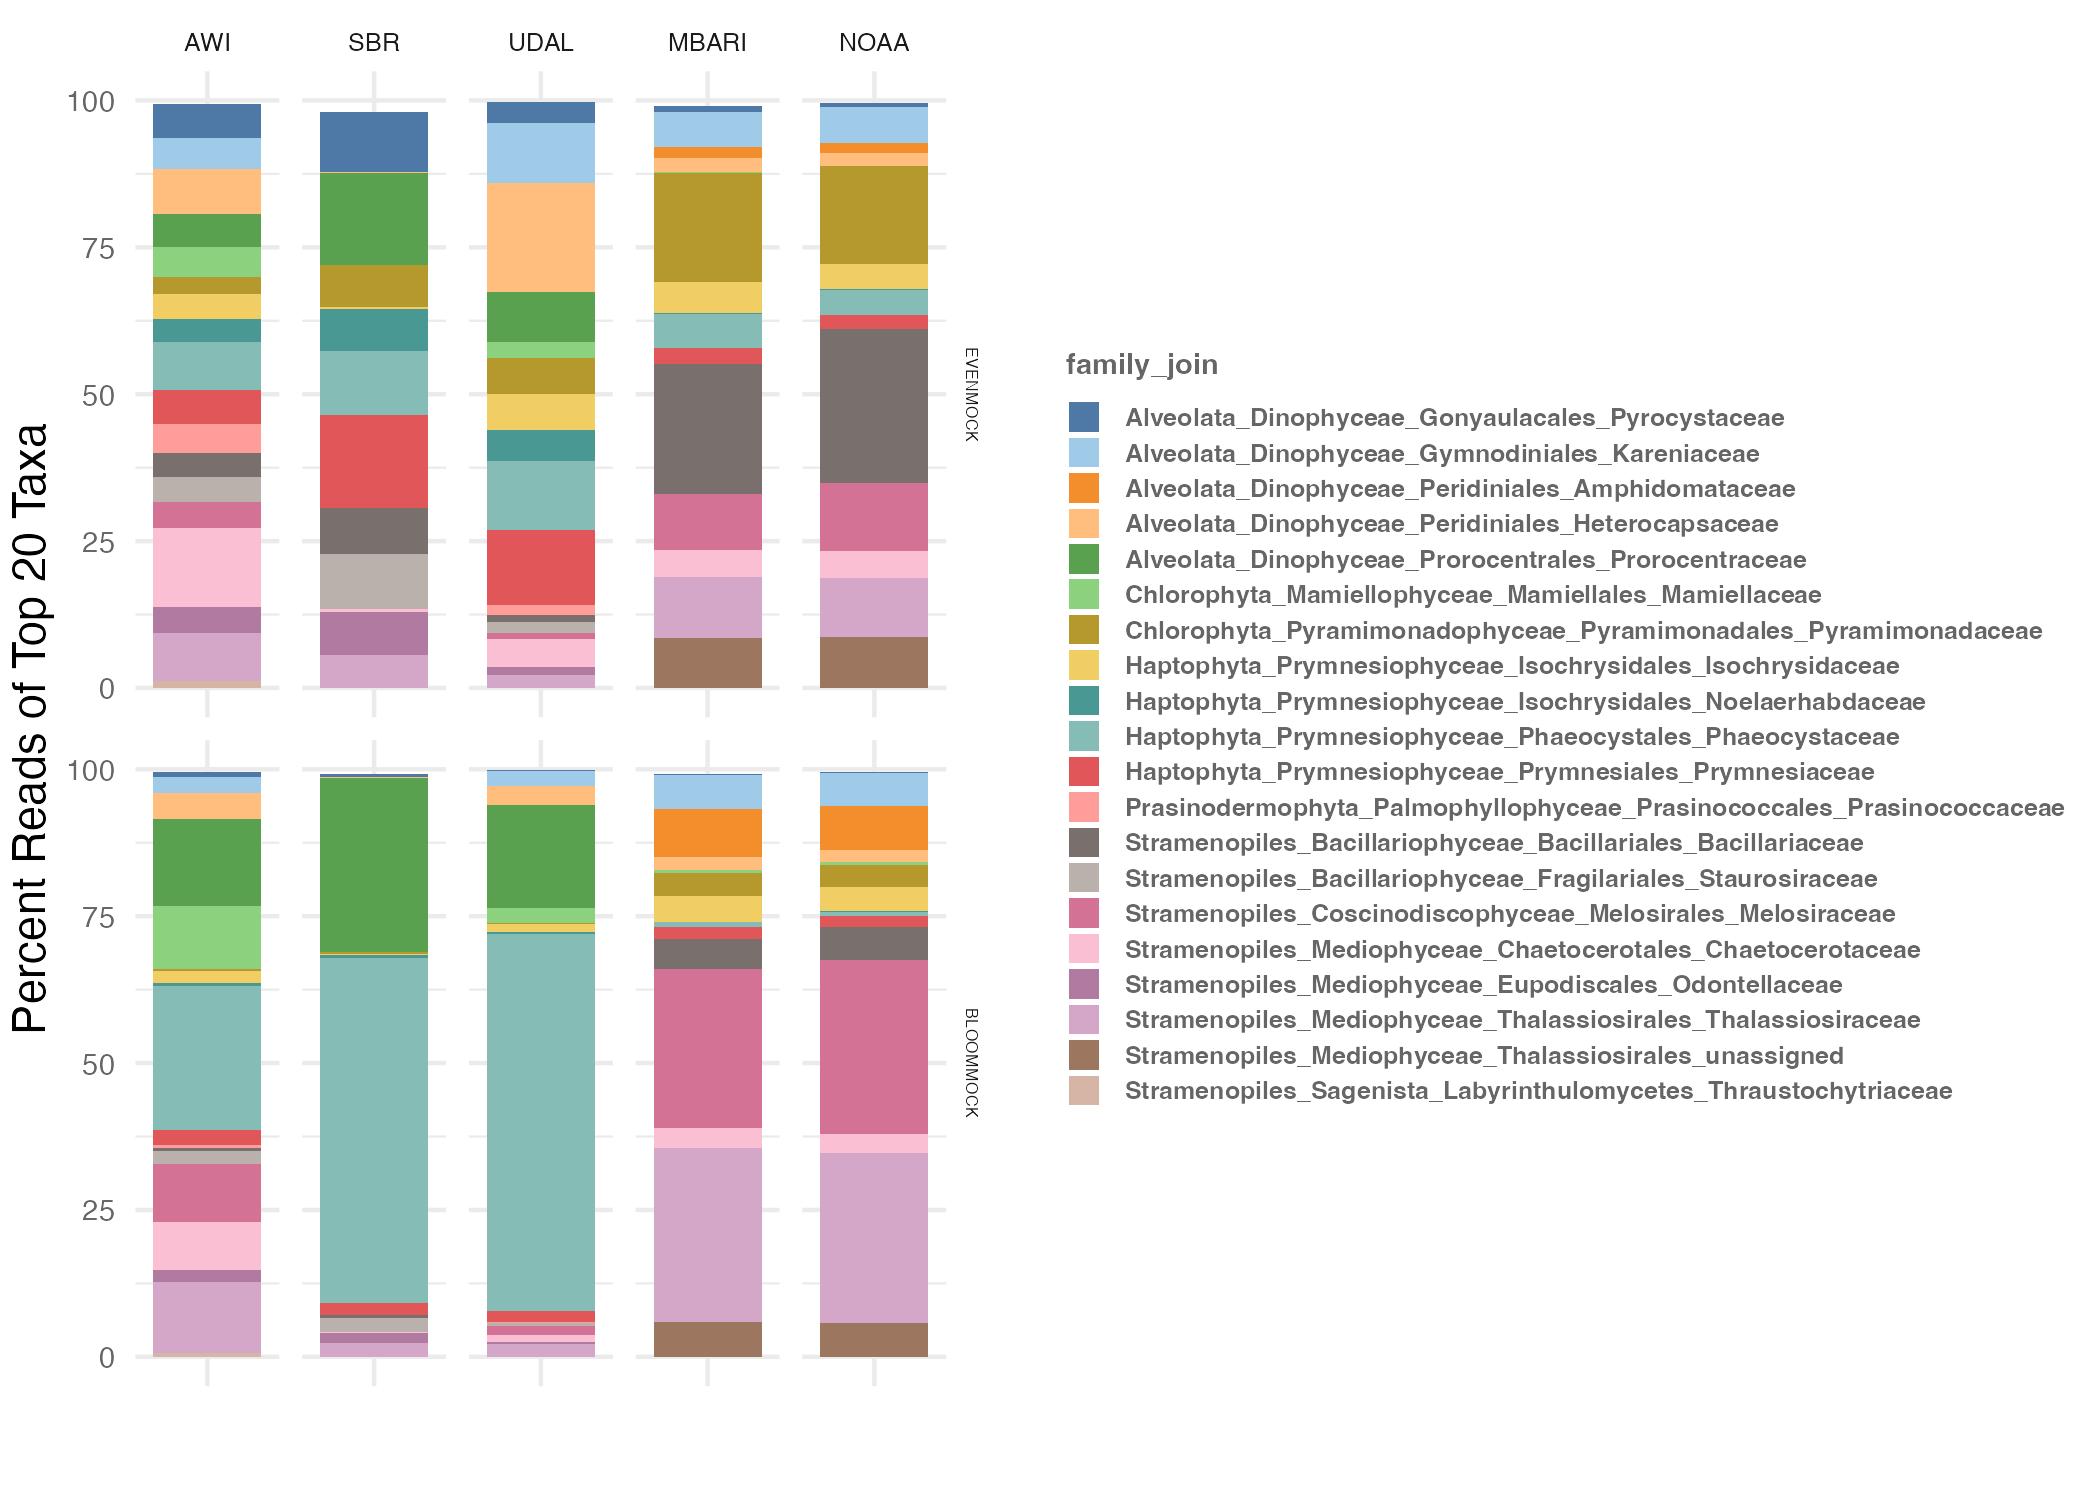 AWI SBR UDAL MBARI NOAA
Percent Reads of Top 20 Taxa
100
75
50
25
0
EVENMOCK
100
75
50
25
0
BLOOMMOCK
family_join
Alveolata_Dinophyceae_Gonyaulacales_Pyrocystaceae
Alveolata_Dinophyceae_Gymnodiniales_Kareniaceae
Alveolata_Dinophyceae_Peridiniales_Amphidomataceae
Alveolata_Dinophyceae_Peridiniales_Heterocapsaceae
Alveolata_Dinophyceae_Prorocentrales_Prorocentraceae
Chlorophyta_Mamiellophyceae_Mamiellales_Mamiellaceae
Chlorophyta_Pyramimonadophyceae_Pyramimonadales_Pyramimonadaceae
Haptophyta_Prymnesiophyceae_Isochrysidales_Isochrysidaceae
Haptophyta_Prymnesiophyceae_Isochrysidales_Noelaerhabdaceae
Haptophyta_Prymnesiophyceae_Phaeocystales_Phaeocystaceae
Haptophyta_Prymnesiophyceae_Prymnesiales_Prymnesiaceae
Prasinodermophyta_Palmophyllophyceae_Prasinococcales_Prasinococcaceae
Stramenopiles_Bacillariophyceae_Bacillariales_Bacillariaceae
Stramenopiles_Bacillariophyceae_Fragilariales_Staurosiraceae
Stramenopiles_Coscinodiscophyceae_Melosirales_Melosiraceae
Stramenopiles_Mediophyceae_Chaetocerotales_Chaetocerotaceae
Stramenopiles_Mediophyceae_Eupodiscales_Odontellaceae
Stramenopiles_Mediophyceae_Thalassiosirales_Thalassiosiraceae
Stramenopiles_Mediophyceae_Thalassiosirales_unassigned
Stramenopiles_Sagenista_Labyrinthulomycetes_Thraustochytriaceae